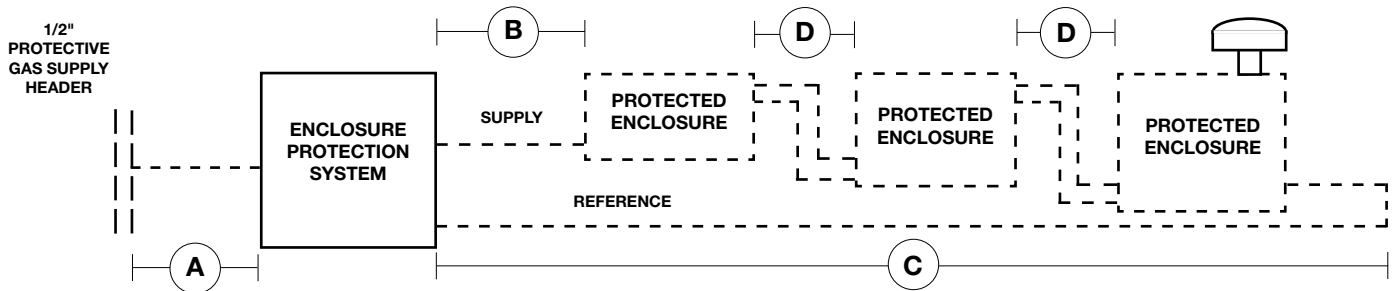 1/2"
PROTECTIVE
GAS SUPPLY
HEADER
A
ENCLOSURE
PROTECTION
SYSTEM
B
SUPPLY
REFERENCE
PROTECTED
ENCLOSURE
D
PROTECTED
ENCLOSURE
D
PROTECTED
ENCLOSURE
C